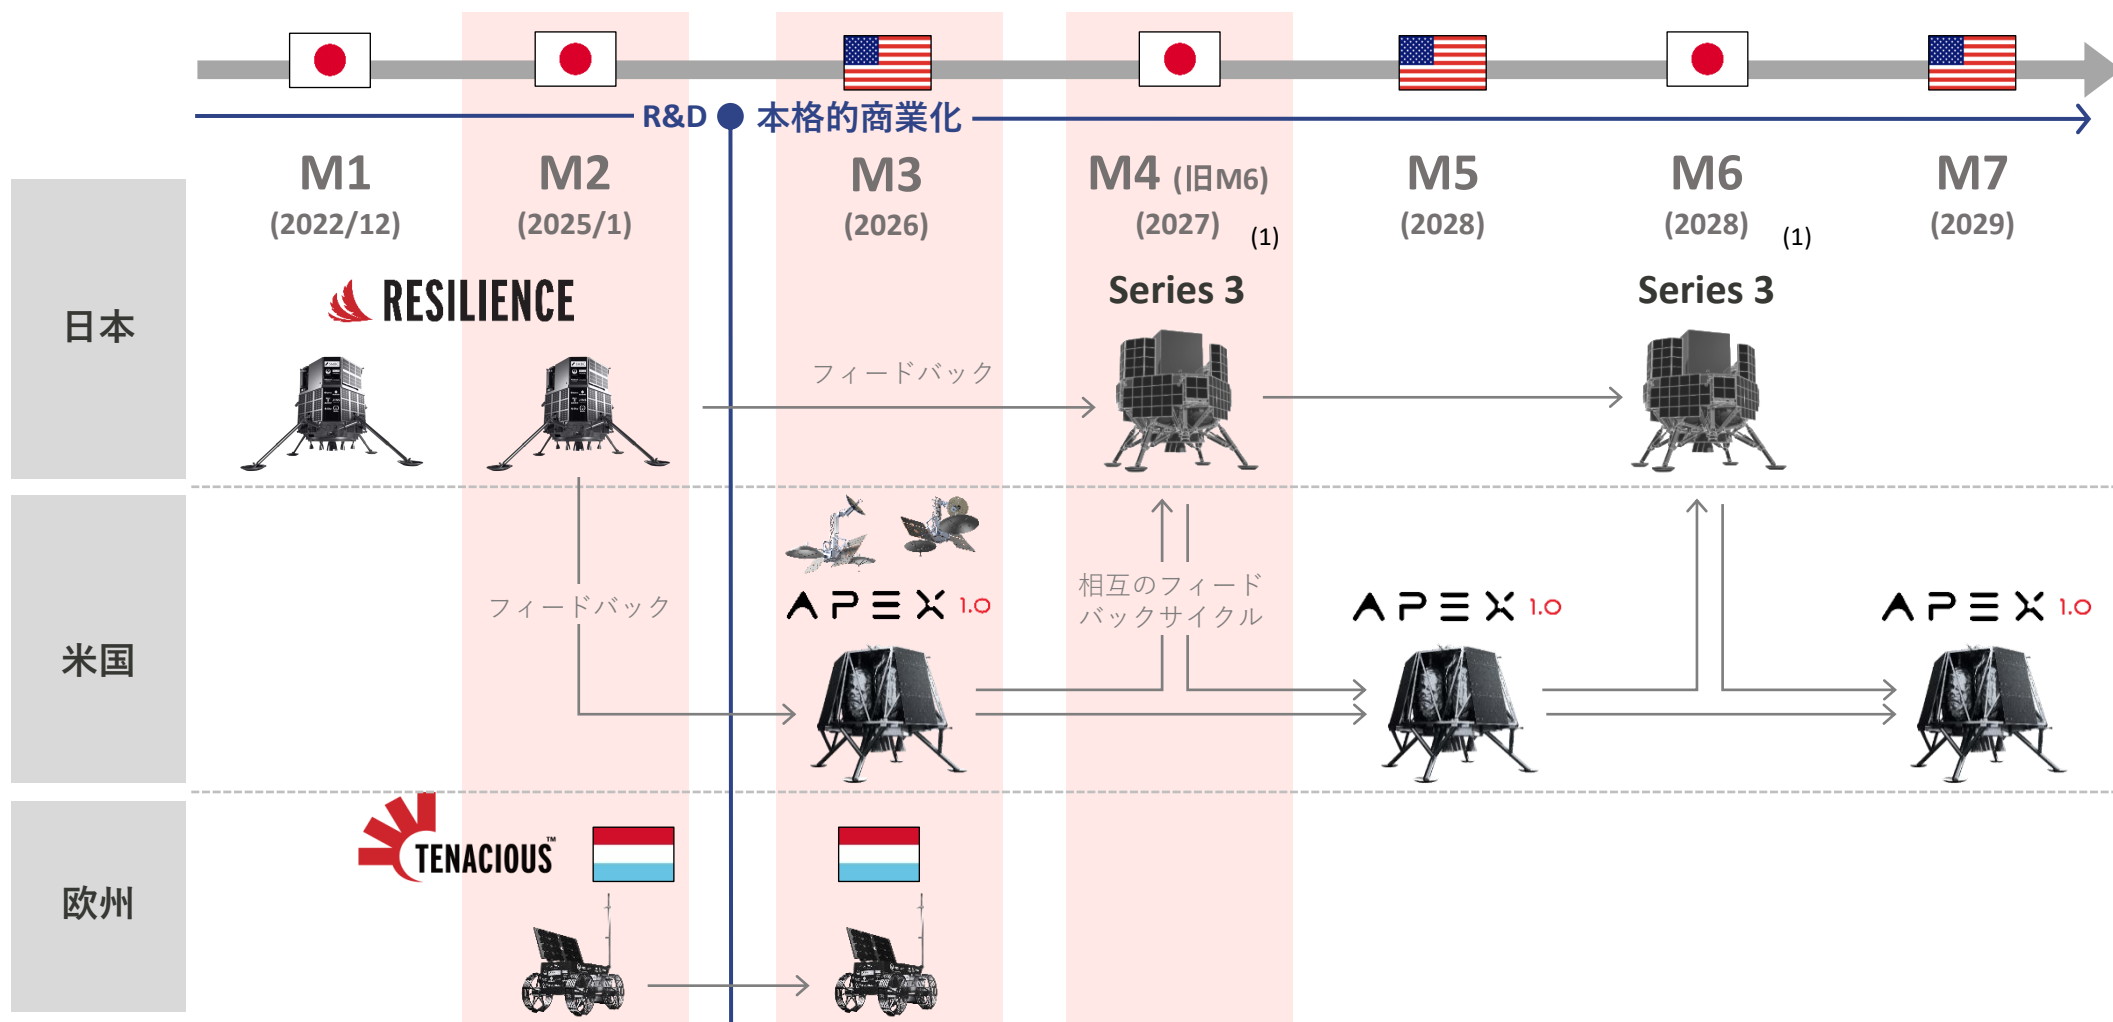 R&D 本格的商業化
M1
(2022/12)
M2
(2025/1)
M3
(2026)
M4 (旧M6)
(2027) (1)
M5
(2028)
M6
(2028) (1)
M7
(2029)
日本
RESILIENCE
Series 3
Series 3
フィードバック
米国
フィードバック
APEX 1.0
相互のフィード
バックサイクル
APEX 1.0
APEX 1.0
欧州
TENACIOUS™